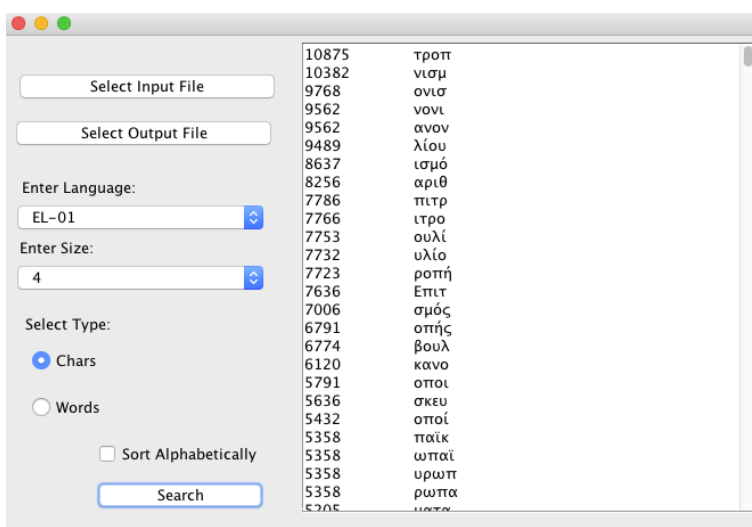 Select Input File
Select Output File
Enter Language:
EL-01
Enter Size:
4
Select Type:
Chars
Words
Sort Alphabetically
Search
10875 τροπ
10382 νισμ
9768 ονισ
9562 νονι
9562 ανον
9489 λίου
8637 ισμό
8256 αριθ
7786 πιτρ
7766 ιτρο
7753 ουλί
7732 υλίο
7723 ροπή
7636 Επιτ
7006 σμός
6791 οπής
6774 βουλ
6120 κανο
5791 οποι
5636 σκευ
5432 οποί
5358 παϊκ
5358 ωπαϊ
5358 υρωπ
5358 ρωπα
5205 ματα